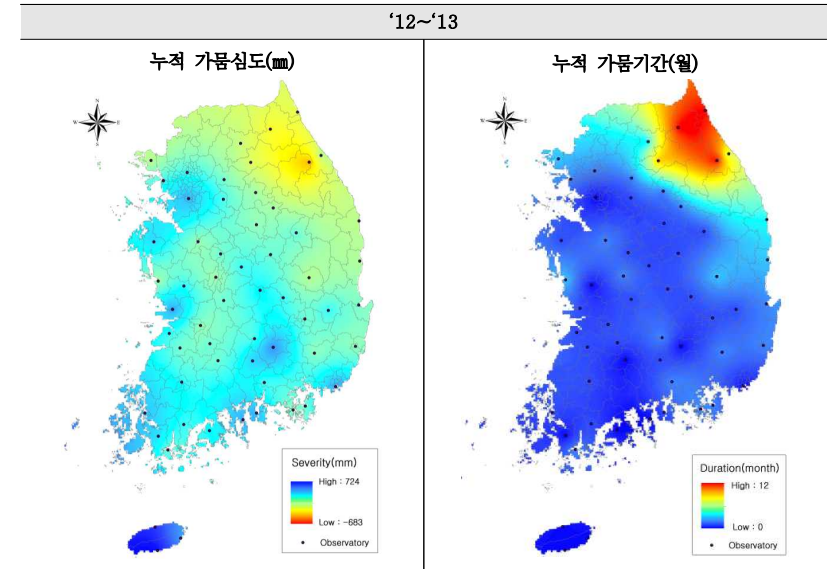 ‘12~‘13
누적 가뭄심도(㎜)
누적 가뭄기간(월)
N
W
E
S
N
W
E
S
Severity(mm)
High : 724
Low : -683
Observatory
Duration(month)
High : 12
Low : 0
Observatory